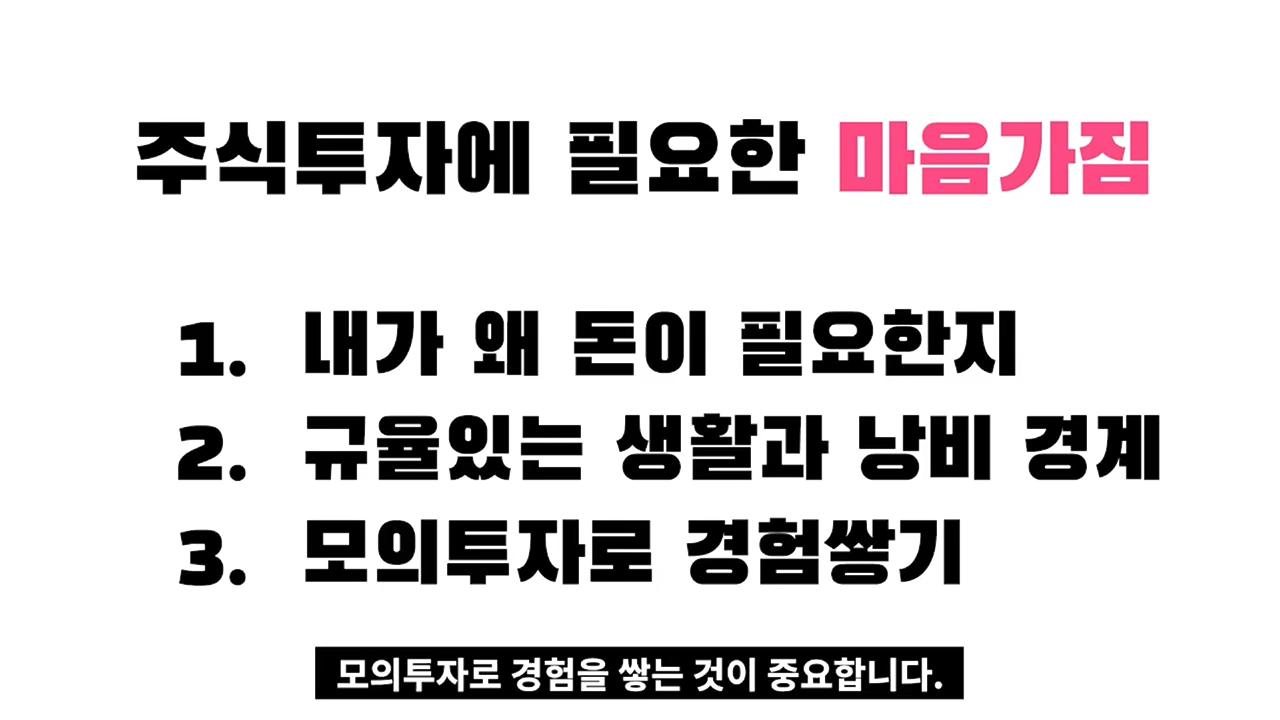 주식투자에 필요한 마음가짐
1. 내가 왜 돈이 필요한지
2. 규율있는 생활과 낭비 경계
3. 모의투자로 경험쌓기
모의투자로 경험을 쌓는 것이 중요합니다.